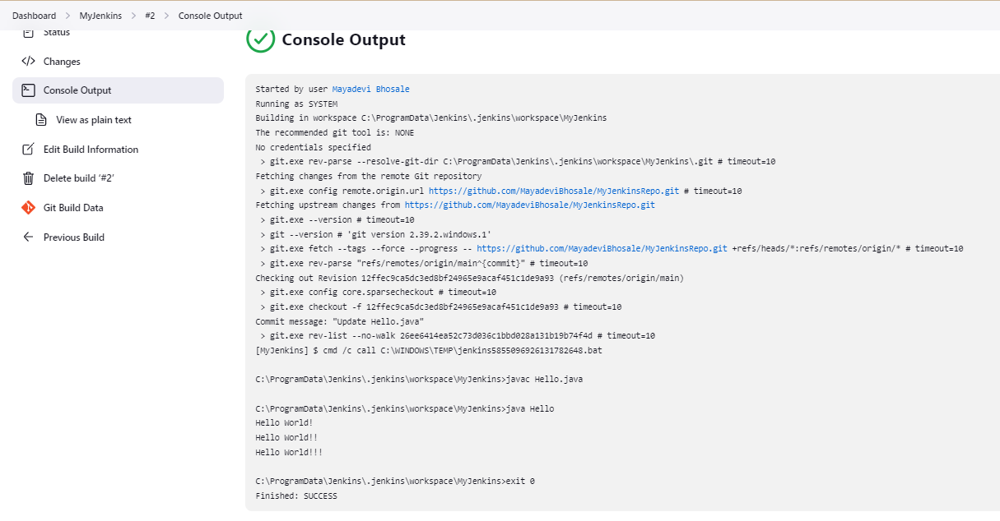 Dashboard > MyJenkins > #2 > Console Output
Status
Changes
Console Output
View as plain text
Edit Build Information
Delete build ‘#2’
Git Build Data
Previous Build
Console Output
Started by user Mayadevi Bhosale
Running as SYSTEM
Building in workspace C:\ProgramData\Jenkins\.jenkins\workspace\MyJenkins
The recommended git tool is: NONE
No credentials specified
 > git.exe rev-parse --resolve-git-dir C:\ProgramData\Jenkins\.jenkins\workspace\MyJenkins\.git # timeout=10
Fetching changes from the remote Git repository
 > git.exe config remote.origin.url https://github.com/MayadeviBhosale/MyJenkinsRepo.git # timeout=10
Fetching upstream changes from https://github.com/MayadeviBhosale/MyJenkinsRepo.git
 > git.exe --version # timeout=10
 > git --version # 'git version 2.39.2.windows.1'
 > git.exe fetch --tags --force --progress -- https://github.com/MayadeviBhosale/MyJenkinsRepo.git +refs/heads/*:refs/remotes/origin/* # timeout=10
 > git.exe rev-parse "refs/remotes/origin/main^{commit}" # timeout=10
Checking out Revision 12ffec9ca5dc3ed8bf24965e9acaf451c1de9a93 (refs/remotes/origin/main)
 > git.exe config core.sparsecheckout # timeout=10
 > git.exe checkout -f 12ffec9ca5dc3ed8bf24965e9acaf451c1de9a93 # timeout=10
Commit message: "Update Hello.java"
 > git.exe rev-list --no-walk 26ee6414ea52c73d036c1bbd028a131b19b74f4d # timeout=10
[MyJenkins] $ cmd /c call C:\WINDOWS\TEMP\jenkins5855096926131782648.bat
C:\ProgramData\Jenkins\.jenkins\workspace\MyJenkins>javac Hello.java
C:\ProgramData\Jenkins\.jenkins\workspace\MyJenkins>java Hello
Hello World!
Hello World!!
Hello World!!!
C:\ProgramData\Jenkins\.jenkins\workspace\MyJenkins>exit 0
Finished: SUCCESS